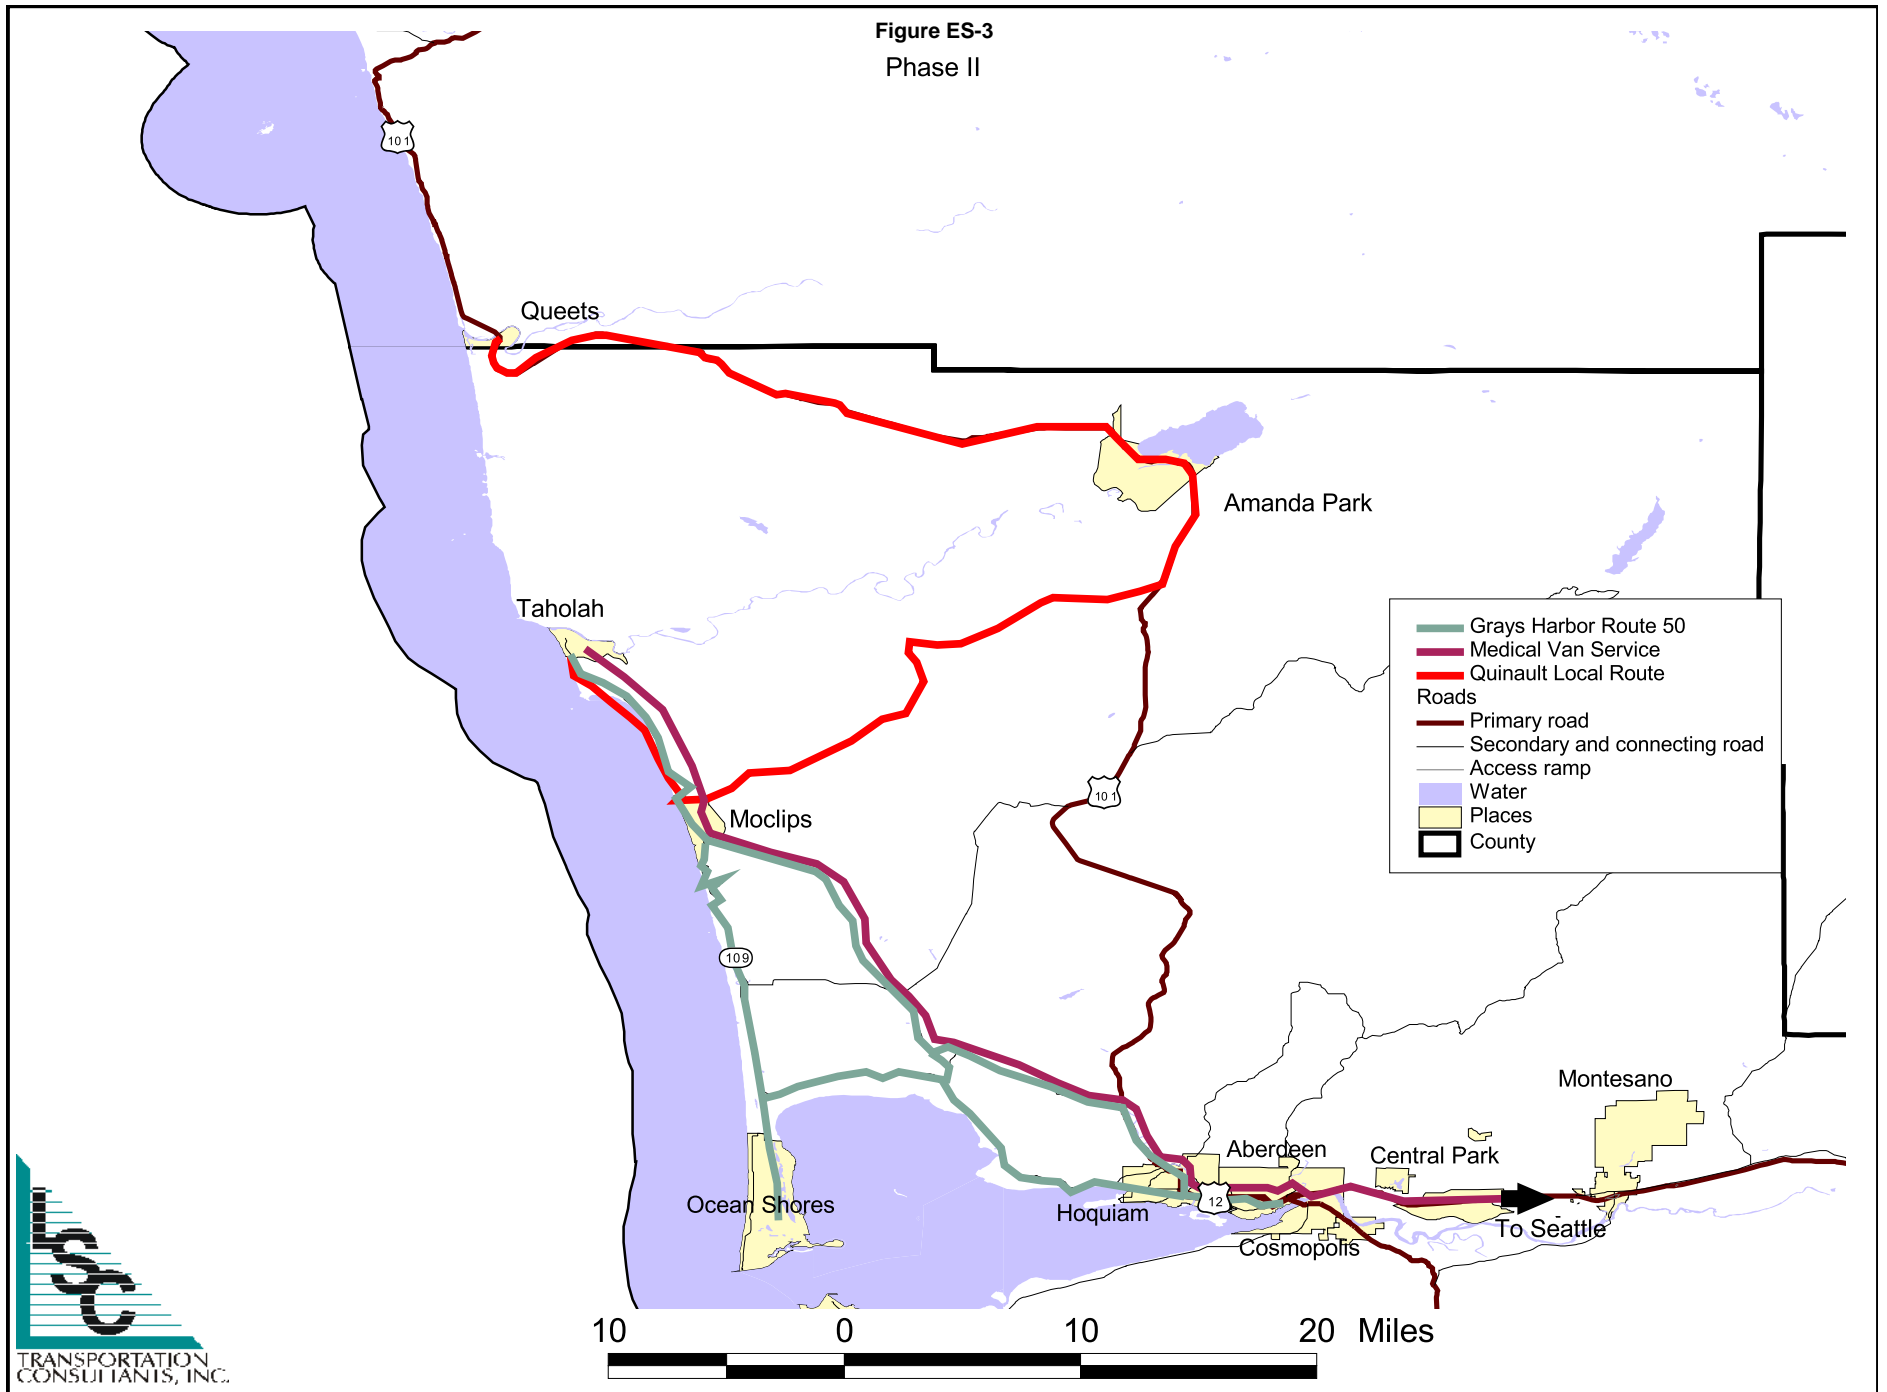 Figure ES-3
Phase II
101
Queets
Amanda Park
Taholah
Grays Harbor Route 50
Medical Van Service
Quinault Local Route
Roads
Primary road
Secondary and connecting road
Access ramp
Water
Places
County
101
Moclips
109
Montesano
Aberdeen
Central Park
Ocean Shores
12
Hoquiam
To Seattle
Cosmopolis
LSC
10 0 10 20 Miles
TRANSPORTATION
CONSULTANTS, INC.